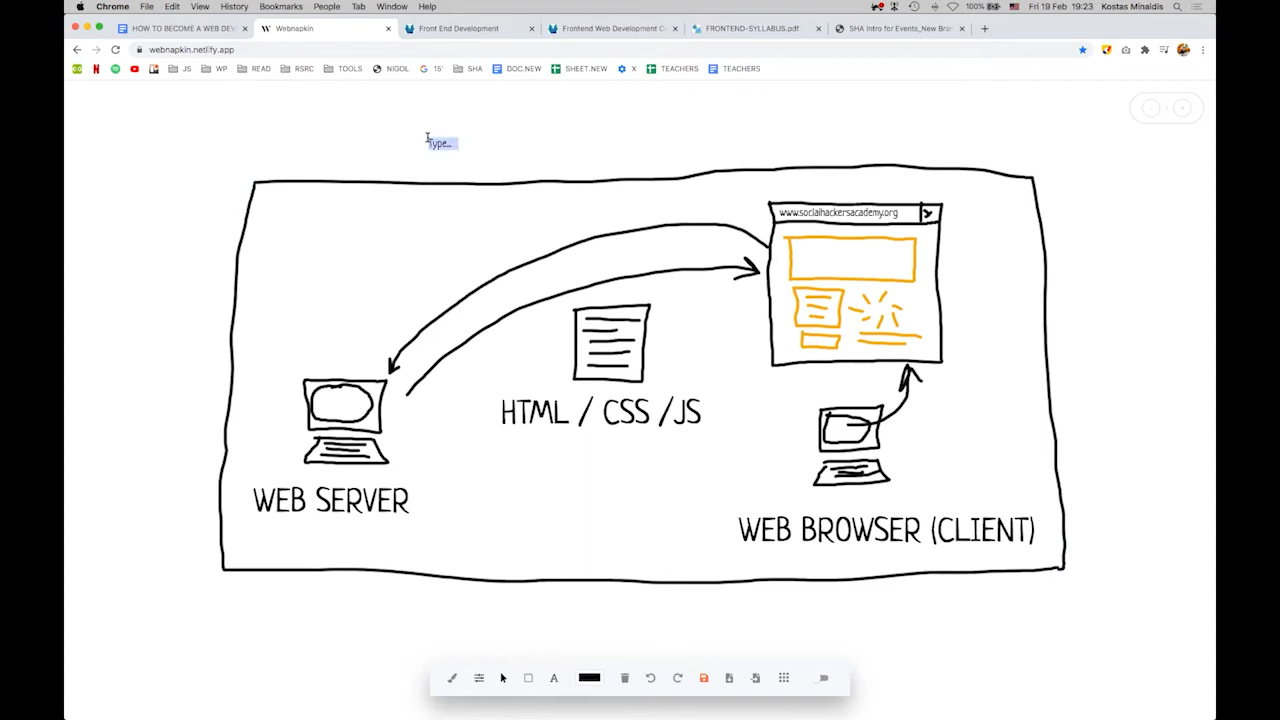 Chrome File Edit View History Bookmarks People Tab Window Help
100% Fri 19 Feb 19:23 Kostas Minaidis
HOW TO BECOME A WEB DEV
Webnapkin
Front End Development
Frontend Web Development C
FRONTEND-SYLLABUS.pdf
SHA Intro for Events_New Bran
webnapkin.netlify.app
JS WP READ RSRC TOOLS NIGOL 15' SHA DOC.NEW SHEET.NEW X TEACHERS TEACHERS
Type...
www.socialhackersacademy.org
HTML / CSS /JS
WEB SERVER
WEB BROWSER (CLIENT)
A